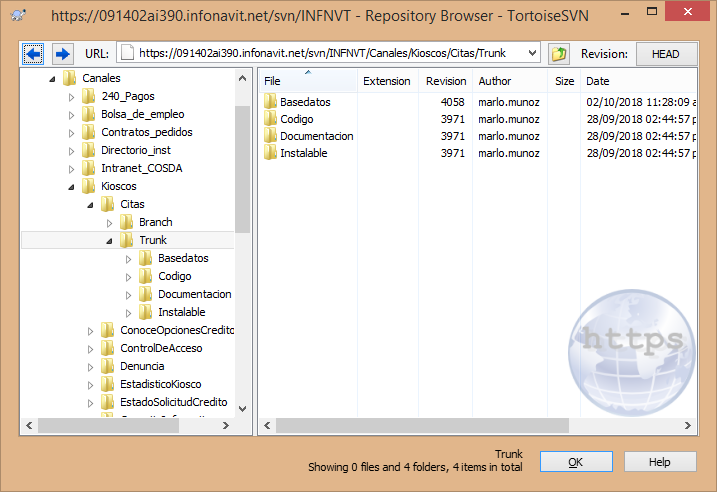 https://091402ai390.infonavit.net/svn/INFNVT - Repository Browser - TortoiseSVN
URL: https://091402ai390.infonavit.net/svn/INFNVT/Canales/Kioscos/Citas/Trunk Revision: HEAD
Canales
240_Pagos
Bolsa_de_empleo
Contratos_pedidos
Directorio_inst
Intranet_COSDA
Kioscos
Citas
Branch
Trunk
Basedatos
Codigo
Documentacion
Instalable
ConoceOpcionesCredito
ControlDeAcceso
Denuncia
EstadisticoKiosco
EstadoSolicitudCredito
File Extension Revision Author Size Date
Basedatos 4058 marlo.munoz 02/10/2018 11:28:09 a
Codigo 3971 marlo.munoz 28/09/2018 02:44:57 p
Documentacion 3971 marlo.munoz 28/09/2018 02:44:57 p
Instalable 3971 marlo.munoz 28/09/2018 02:44:57 p
https
Trunk
Showing 0 files and 4 folders, 4 items in total
OK Help